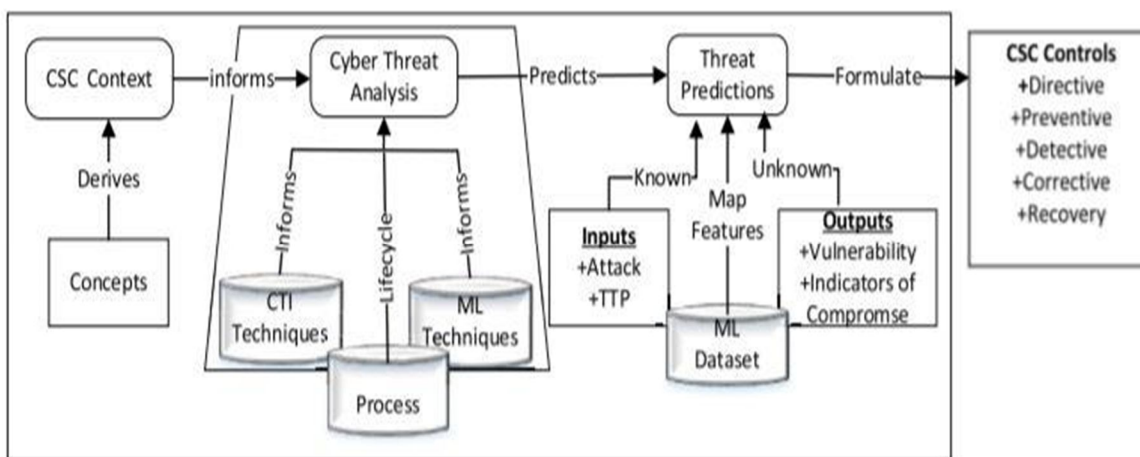 CSC Context
informs
Cyber Threat
Analysis
Predicts
Threat
Predictions
Formulate
CSC Controls
+Directive
+Preventive
+Detective
+Corrective
+Recovery
Derives
Concepts
Informs
Lifecycle
Informs
CTI
Techniques
ML
Techniques
Process
Known
Map
Features
Unknown
Inputs
+Attack
+TTP
Outputs
+Vulnerability
+Indicators of
Compromse
ML
Dataset